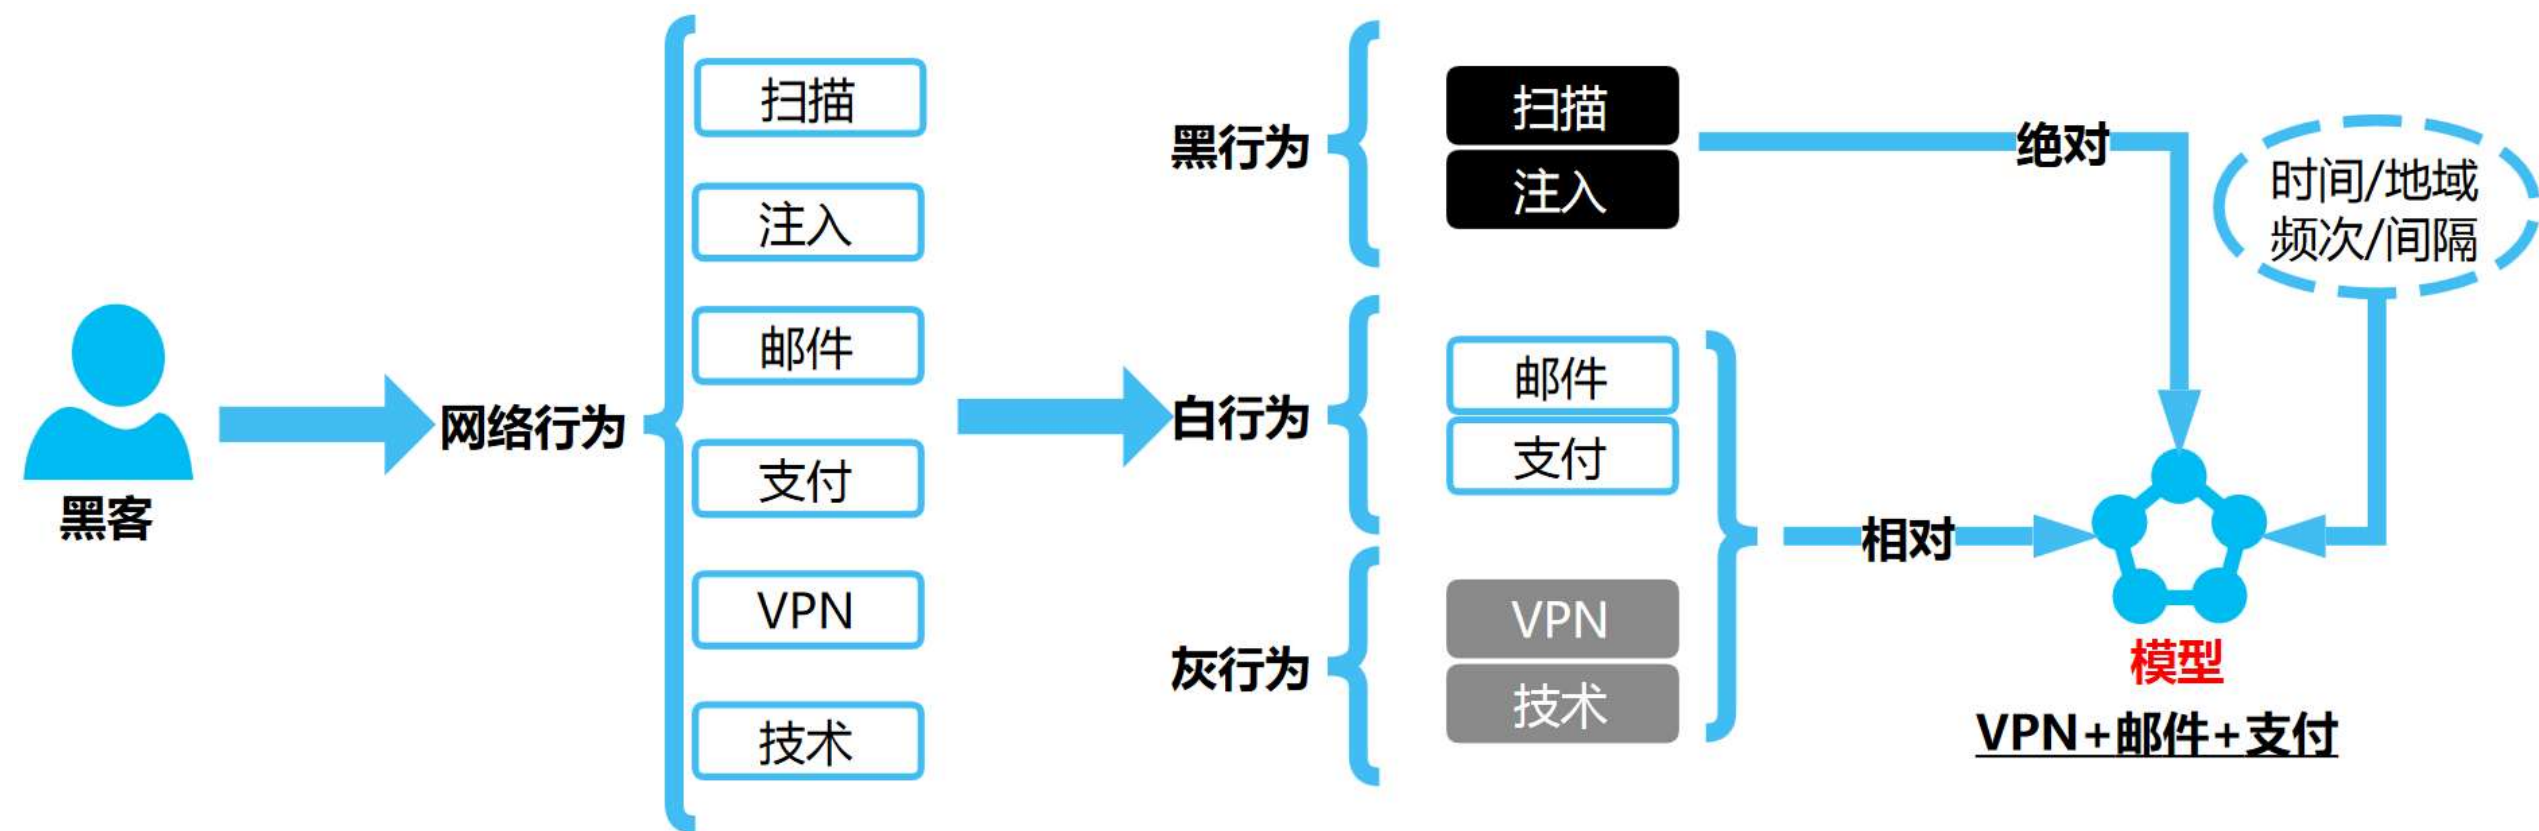 黑客
网络行为
扫描
注入
邮件
支付
VPN
技术
黑行为
扫描
注入
白行为
邮件
支付
灰行为
VPN
技术
绝对
相对
时间/地域
频次/间隔
模型
VPN+邮件+支付